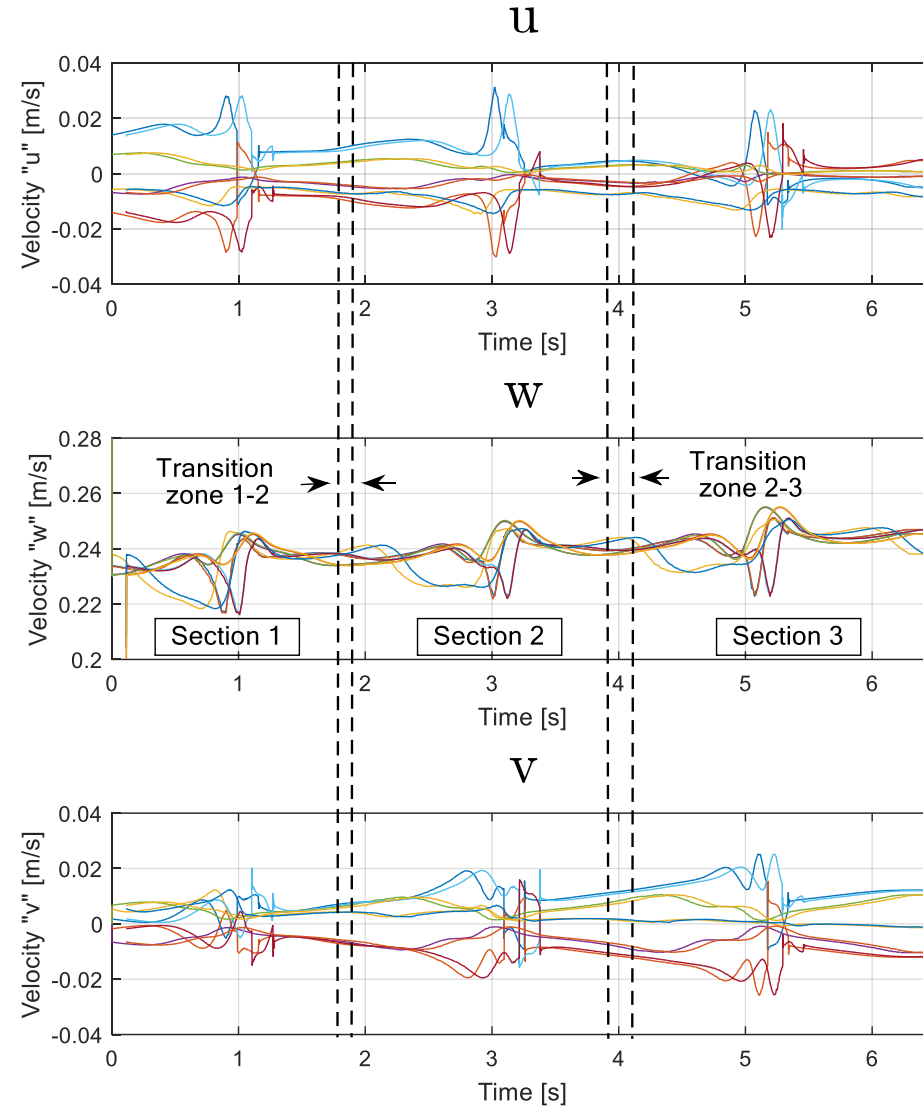 u
0.04
0.02
0
-0.02
-0.04
Velocity "u" [m/s]
0 1 2 3 4 5 6
Time [s]
w
0.28
0.26
0.24
0.22
0.2
Velocity "w" [m/s]
Transition
zone 1-2
Transition
zone 2-3
Section 1
Section 2
Section 3
0 1 2 3 4 5 6
Time [s]
v
0.04
0.02
0
-0.02
-0.04
Velocity "v" [m/s]
0 1 2 3 4 5 6
Time [s]